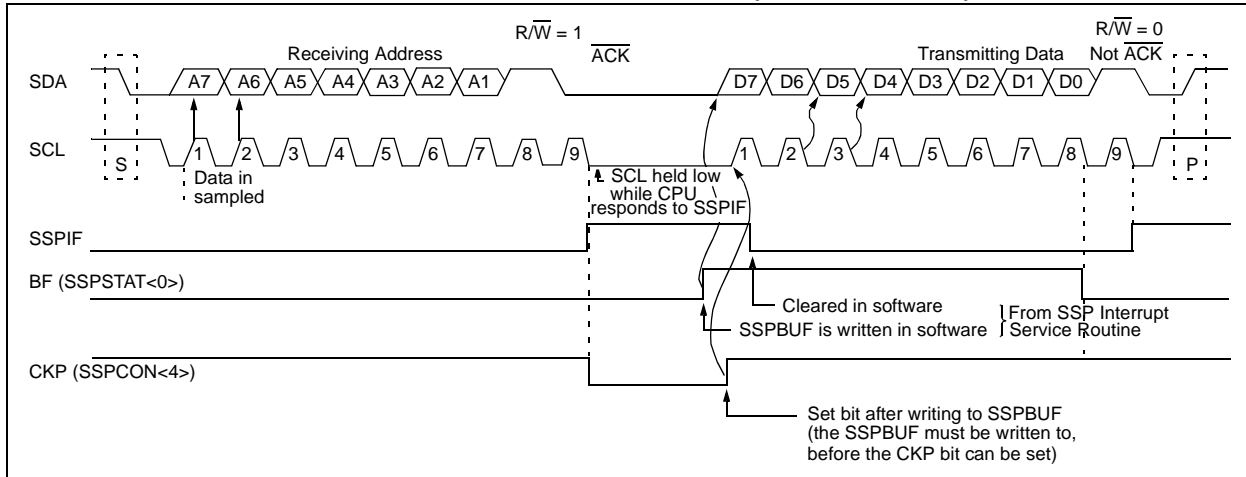 R/W = 1
R/W = 0
Receiving Address
ACK
Transmitting Data
Not ACK
SDA
A7 A6 A5 A4 A3 A2 A1
D7 D6 D5 D4 D3 D2 D1 D0
SCL
S
1 2 3 4 5 6 7 8 9
1 2 3 4 5 6 7 8 9
P
Data in
sampled
SCL held low
while CPU
responds to SSPIF
SSPIF
BF (SSPSTAT<0>)
Cleared in software
SSPBUF is written in software
From SSP Interrupt
Service Routine
CKP (SSPCON<4>)
Set bit after writing to SSPBUF
(the SSPBUF must be written to,
before the CKP bit can be set)